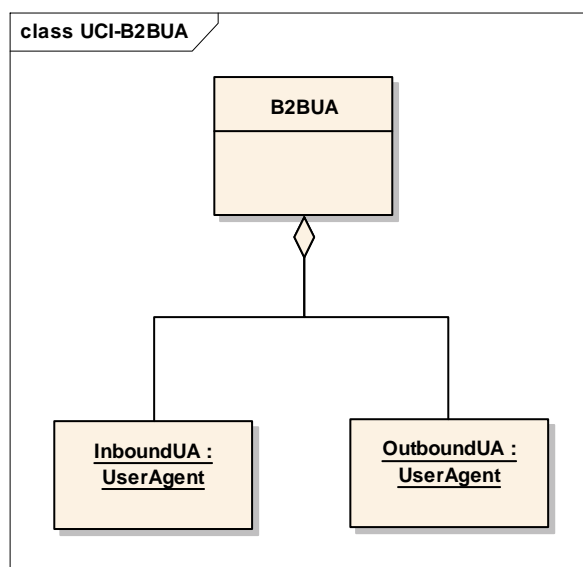 class UCI-B2BUA
B2BUA
InboundUA :
UserAgent
OutboundUA :
UserAgent